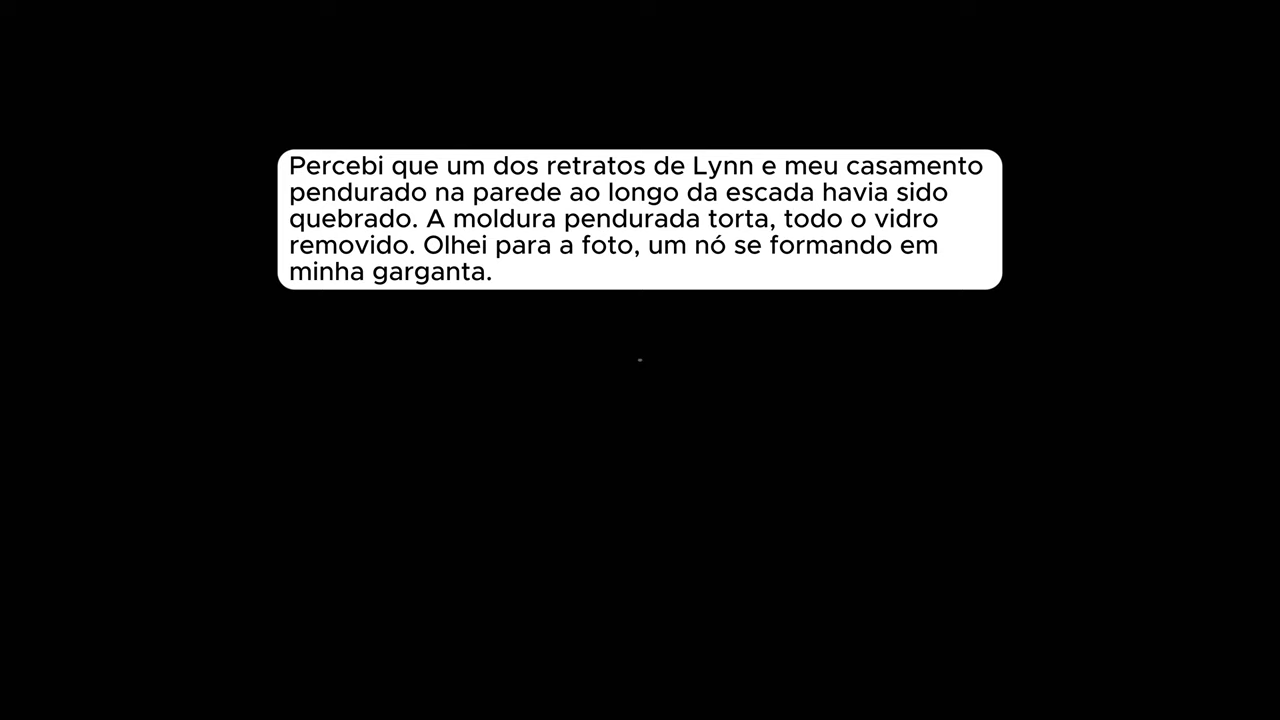 Percebi que um dos retratos de Lynn e meu casamento
pendurado na parede ao longo da escada havia sido
quebrado. A moldura pendurada torta, todo o vidro
removido. Olhei para a foto, um nó se formando em
minha garganta.